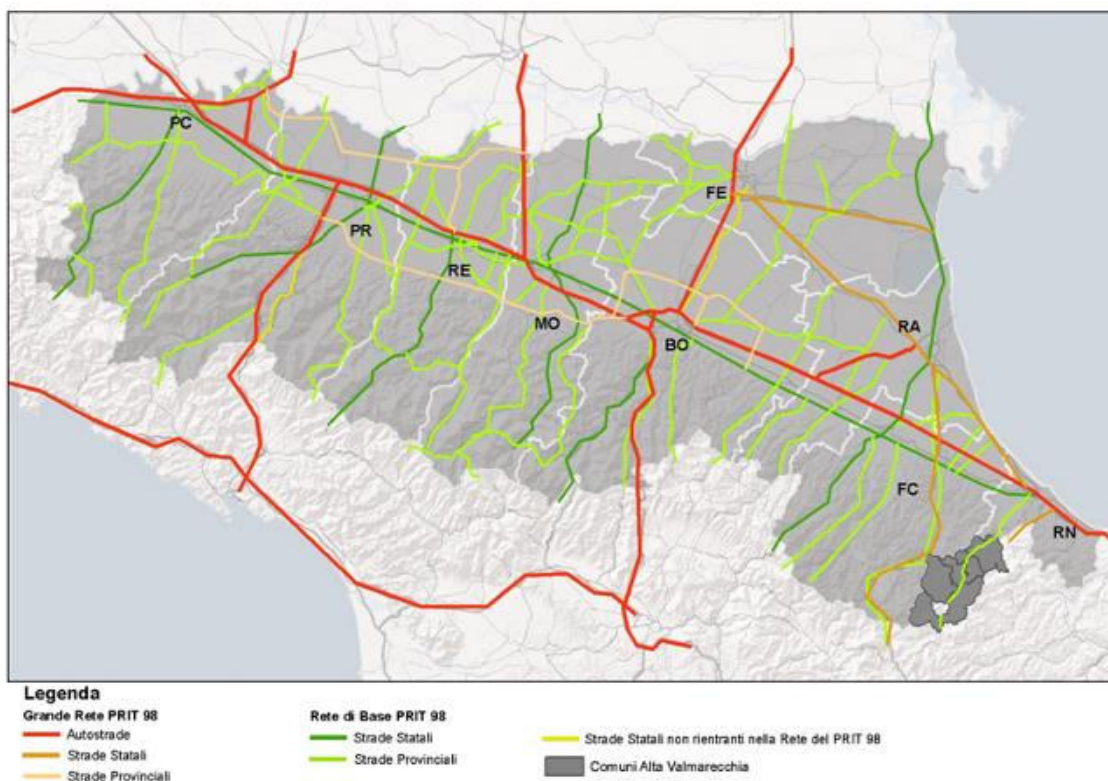 PC
FE
PR
RE
RA
MO
BO
FC
RN
Legenda
Grande Rete PRIT 98
Autostrade
Strade Statali
Strade Provinciali
Rete di Base PRIT 98
Strade Statali
Strade Provinciali
Strade Statali non rientranti nella Rete del PRIT 98
Comuni Alta Valmarecchia